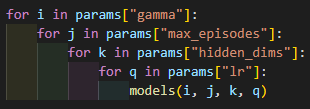 for i in params["gamma"]:
    for j in params["max_episodes"]:
        for k in params["hidden_dims"]:
            for q in params["lr"]:
                models(i, j, k, q)